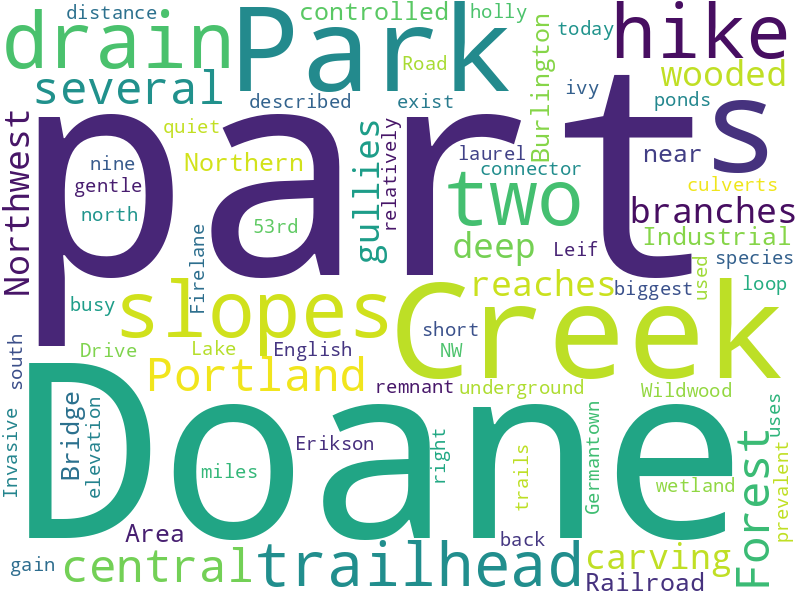 distance
controlled
holly
drain
Park
hike
today
Road
wooded
several
described
exist
Burlington
ivy
ponds
parts
Northwest
quiet
gullies
relatively
nine
Northern
laurel
near
connector
gentle
two
culverts
north
53rd
branches
deep
Leif
Industrial
species
Firelane
slopes
Creek
reaches
biggest
used
loop
busy
short
south
Drive
Lake
English
NW
Portland
remnant
underground
Wildwood
Doane
Invasive
Bridge
elevation
Erikson
right
miles
trails
Germantown
Forest
uses
wetland
prevalent
Area
back
gain
central
trailhead
carving
Railroad